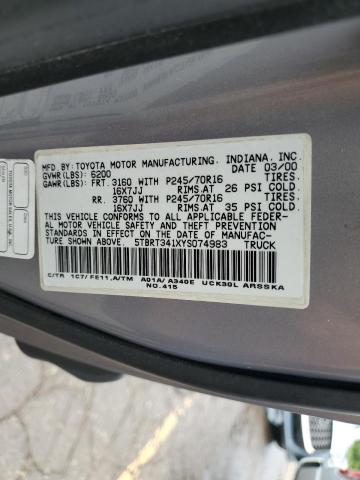 MFD. BY: TOYOTA MOTOR MANUFACTURING, INDIANA, INC.
GVWR(LBS): 6200 DATE 03/00
GAWR(LBS): FRT. 3160 WITH P245/70R16 TIRES.
16X7JJ RIMS.AT 26 PSI COLD.
RR. 3760 WITH P245/70R16 TIRES.
16X7JJ RIMS.AT 35 PSI COLD.
THIS VEHICLE CONFORMS TO ALL APPLICABLE FEDER-
AL MOTOR VEHICLE SAFETY AND THEFT PREVENTION
STANDARDS IN EFFECT ON THE DATE OF MANUFAC-
TURE SHOWN ABOVE. 5TBRT341XYS074983 TRUCK
C/TR 1C7/ FE11,A/TM A01A/ A340E UCK30L ARSSKA
NO.415